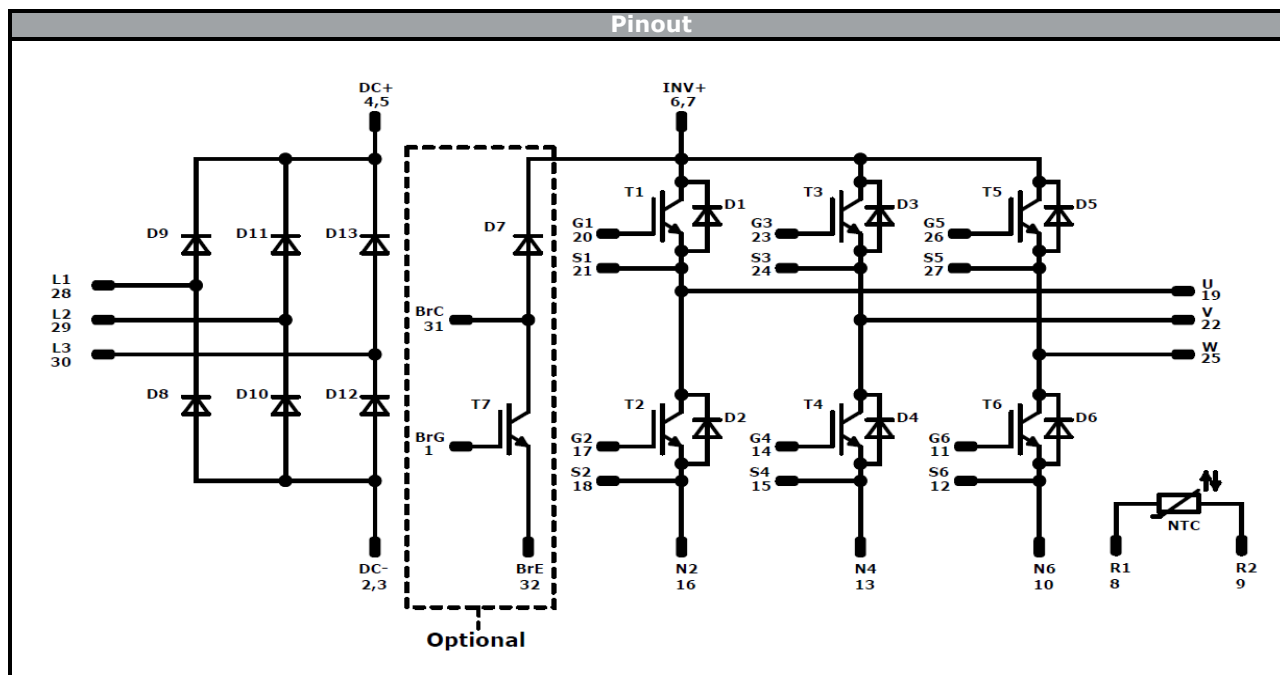 Pinout
DC+
4,5
INV+
6,7
T1
D1
T3
D3
T5
D5
D9
D11
D13
D7
G1
20
G3
23
G5
26
S1
21
S3
24
S5
27
L1
28
L2
29
L3
30
BrC
31
U
19
V
22
W
25
D8
D10
D12
T7
T2
D2
T4
D4
T6
D6
BrG
1
G2
17
G4
14
G6
11
S2
18
S4
15
S6
12
NTC
DC-
2,3
BrE
32
N2
16
N4
13
N6
10
R1
8
R2
9
Optional